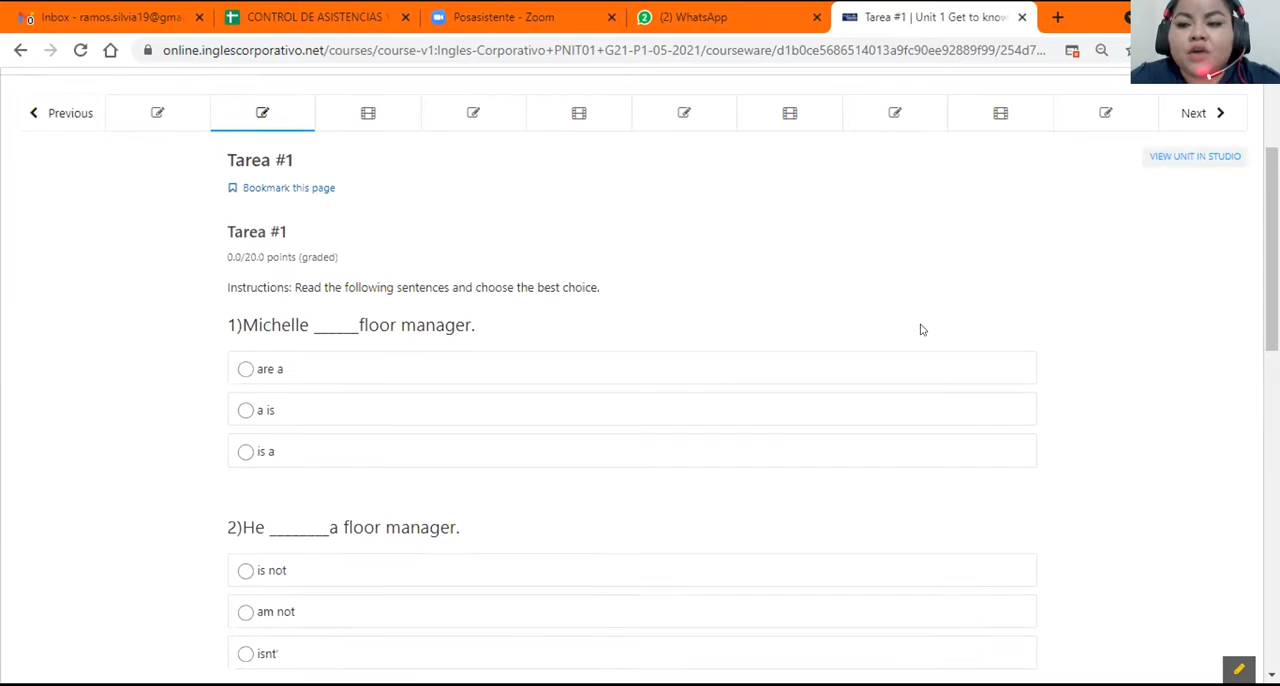 Inbox - ramos.silvia19@gma
CONTROL DE ASISTENCIAS
Posasistente - Zoom
(2) WhatsApp
Tarea #1 | Unit 1 Get to know
online.inglescorporativo.net/courses/course-v1:Ingles-Corporativo+PNIT01+G21-P1-05-2021/courseware/d1b0ce5686514013a9fc90ee92889f99/254d7...
Previous
Next
Tarea #1
VIEW UNIT IN STUDIO
Bookmark this page
Tarea #1
0.0/20.0 points (graded)
Instructions: Read the following sentences and choose the best choice.
1)Michelle ______floor manager.
are a
a is
is a
2)He ________a floor manager.
is not
am not
isnt'